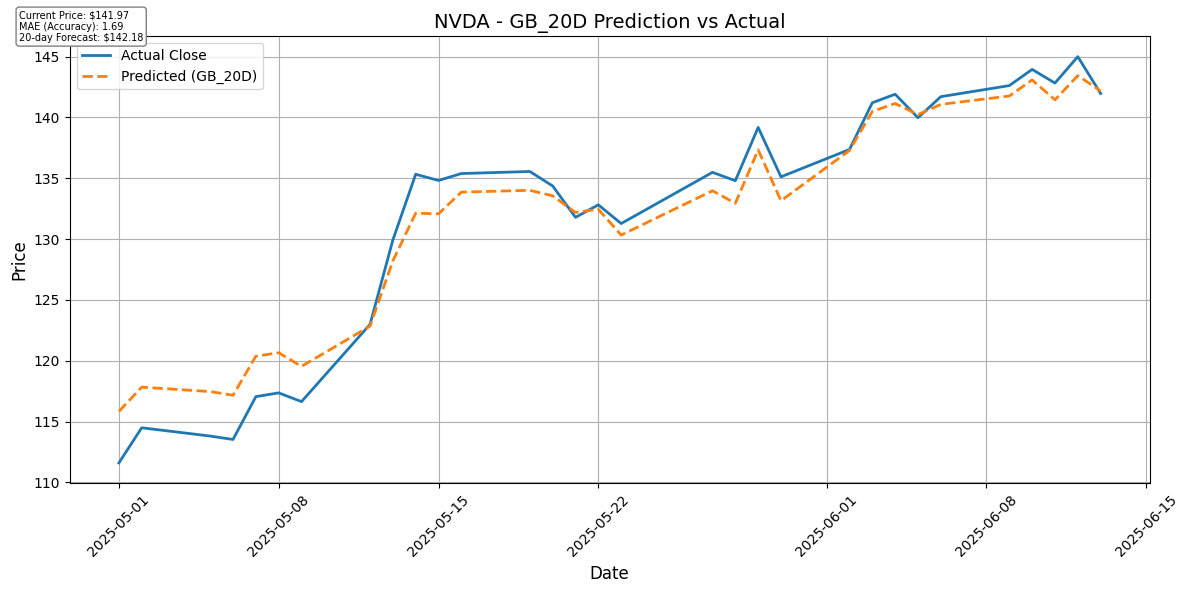 NVDA - GB_20D Prediction vs Actual
Current Price: $141.97
MAE (Accuracy): 1.69
20-day Forecast: $142.18
Actual Close
Predicted (GB_20D)
Price
145
140
135
130
125
120
115
110
2025-05-01
2025-05-08
2025-05-15
2025-05-22
2025-06-01
2025-06-08
2025-06-15
Date